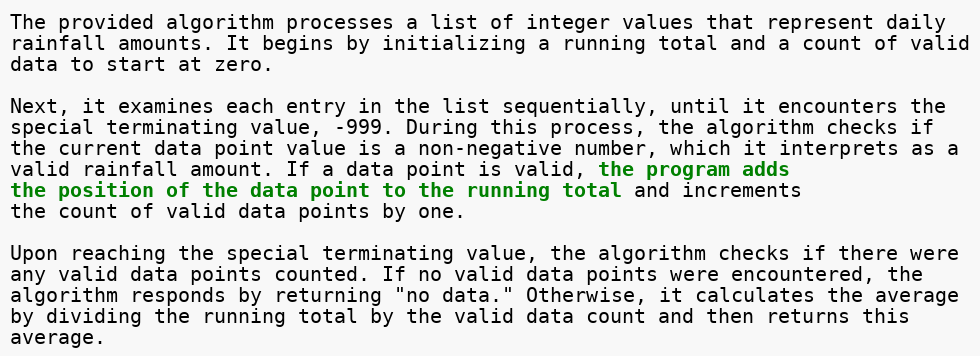 The provided algorithm processes a list of integer values that represent daily
rainfall amounts. It begins by initializing a running total and a count of valid
data to start at zero.
Next, it examines each entry in the list sequentially, until it encounters the
special terminating value, -999. During this process, the algorithm checks if
the current data point value is a non-negative number, which it interprets as a
valid rainfall amount. If a data point is valid, the program adds
the position of the data point to the running total and increments
the count of valid data points by one.
Upon reaching the special terminating value, the algorithm checks if there were
any valid data points counted. If no valid data points were encountered, the
algorithm responds by returning "no data." Otherwise, it calculates the average
by dividing the running total by the valid data count and then returns this
average.